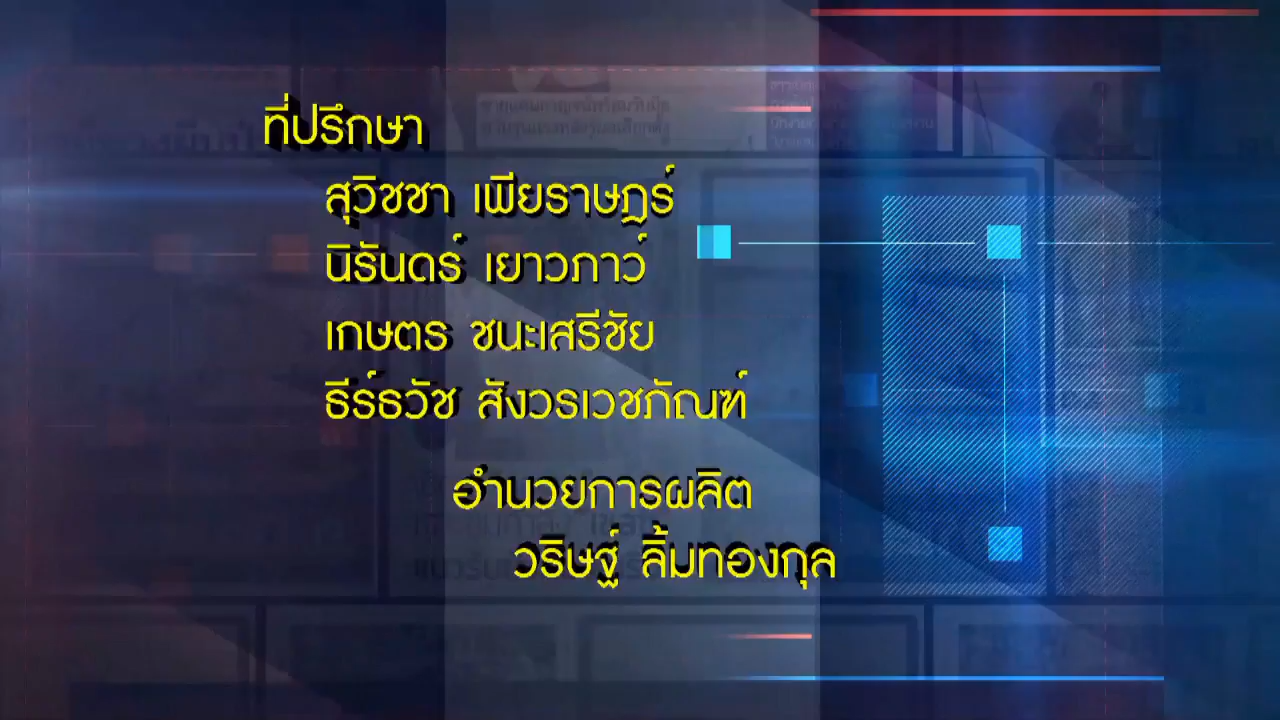 ที่ปรึกษา
สุวิชชา เพียราษฎร์
นิรันดร์ เยาวภาว์
เกษตร ชนะเสรีชัย
ธีร์ธวัช สังวรเวชภัณฑ์
อำนวยการผลิต
วริษฐ์ ลิ้มทองกุล